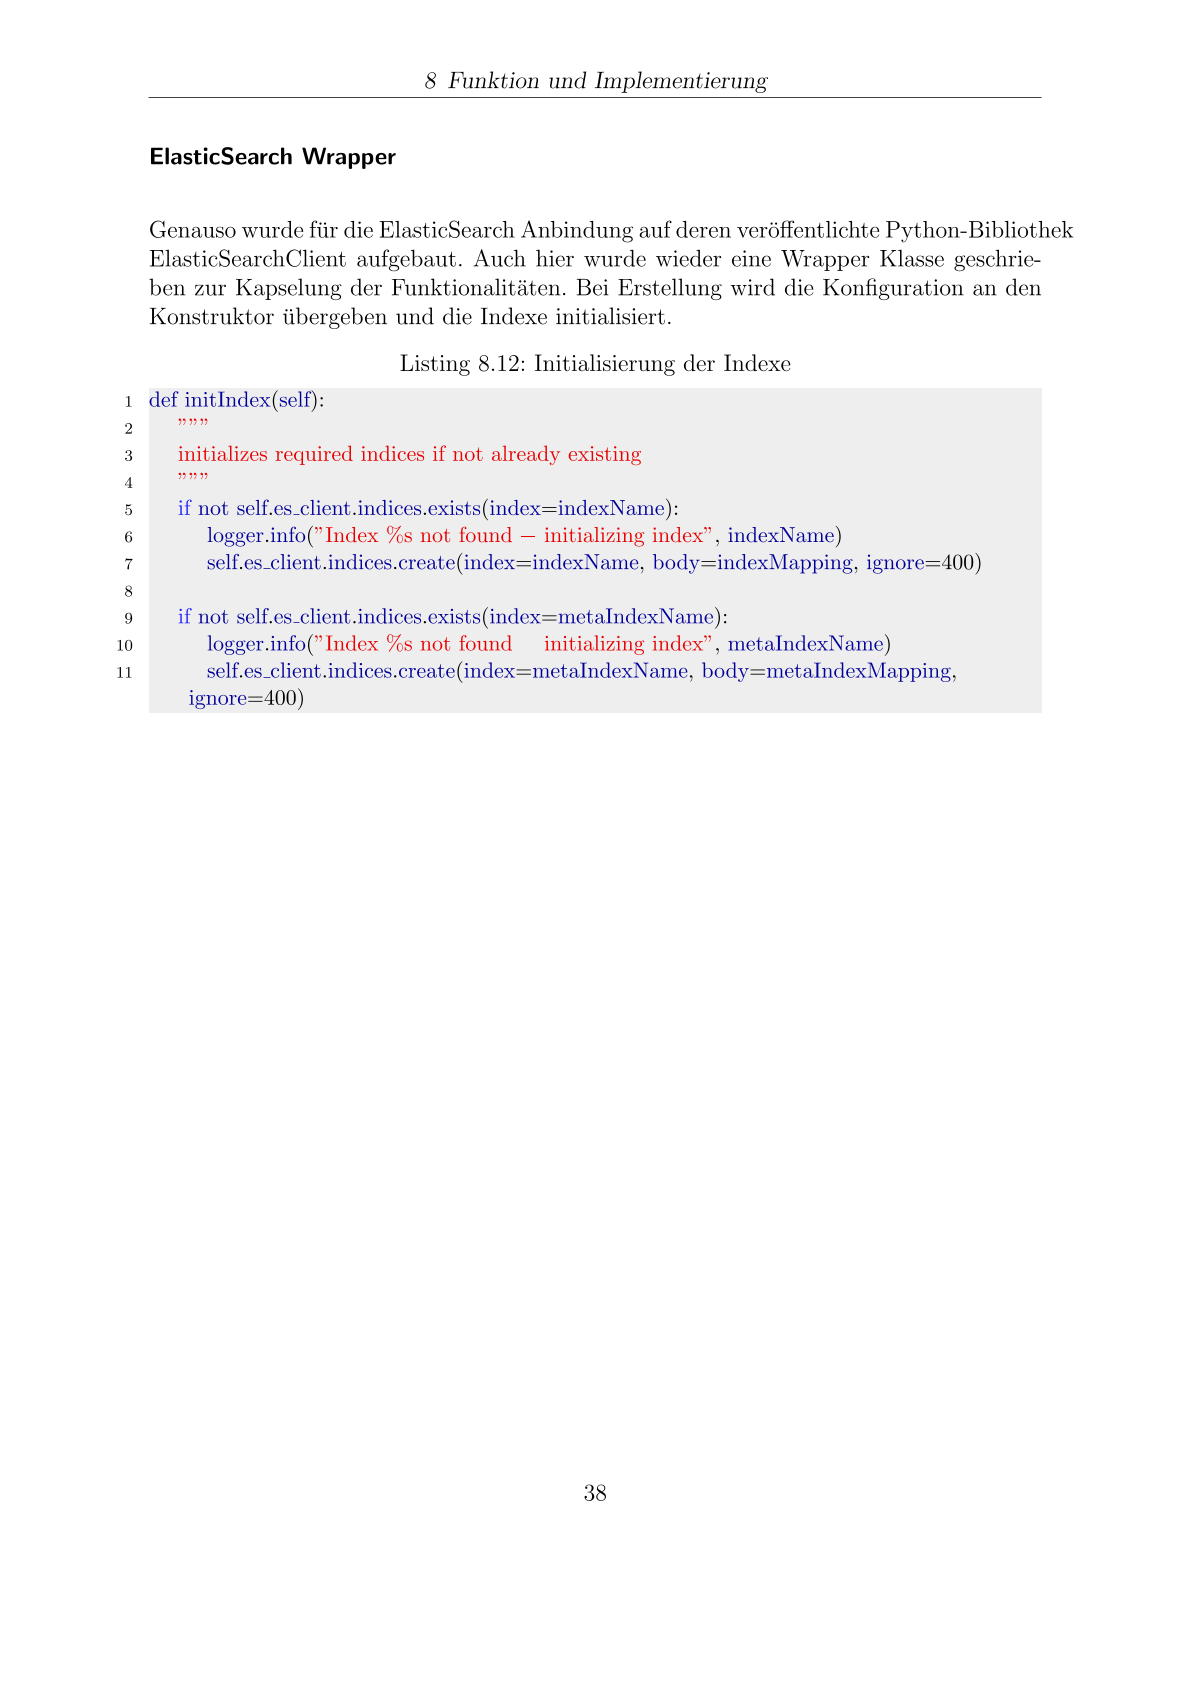 8 Funktion und Implementierung
ElasticSearch Wrapper
Genauso wurde für die ElasticSearch Anbindung auf deren veröffentlichte Python-Bibliothek
ElasticSearchClient aufgebaut. Auch hier wurde wieder eine Wrapper Klasse geschrie-
ben zur Kapselung der Funktionalitäten. Bei Erstellung wird die Konfiguration an den
Konstruktor übergeben und die Indexe initialisiert.
Listing 8.12: Initialisierung der Indexe
1 def initIndex(self):
2 """
3 initializes required indices if not already existing
4 """
5 if not self.es_client.indices.exists(index=indexName):
6 logger.info("Index %s not found − initializing index", indexName)
7 self.es_client.indices.create(index=indexName, body=indexMapping, ignore=400)
8
9 if not self.es_client.indices.exists(index=metaIndexName):
10 logger.info("Index %s not found initializing index", metaIndexName)
11 self.es_client.indices.create(index=metaIndexName, body=metaIndexMapping,
ignore=400)
38